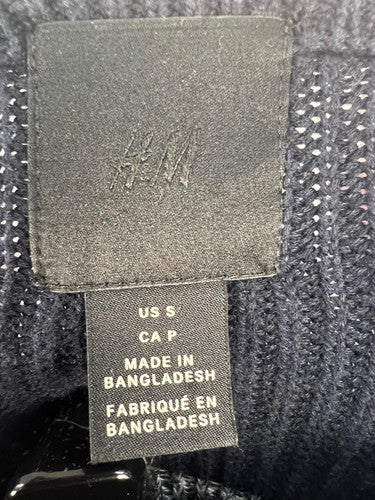 H&M
US S
CA P
MADE IN
BANGLADESH
FABRIQUÉ EN
BANGLADESH